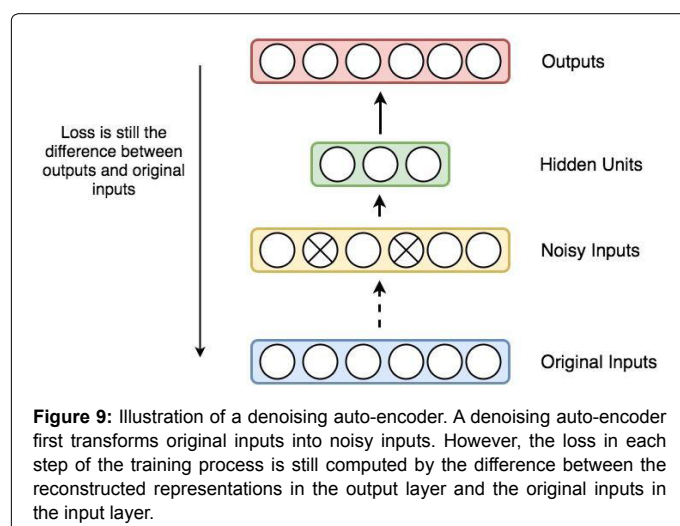 Outputs
Loss is still the
difference between
outputs and original
inputs
Hidden Units
Noisy Inputs
Original Inputs
Figure 9: Illustration of a denoising auto-encoder. A denoising auto-encoder
first transforms original inputs into noisy inputs. However, the loss in each
step of the training process is still computed by the difference between the
reconstructed representations in the output layer and the original inputs in
the input layer.